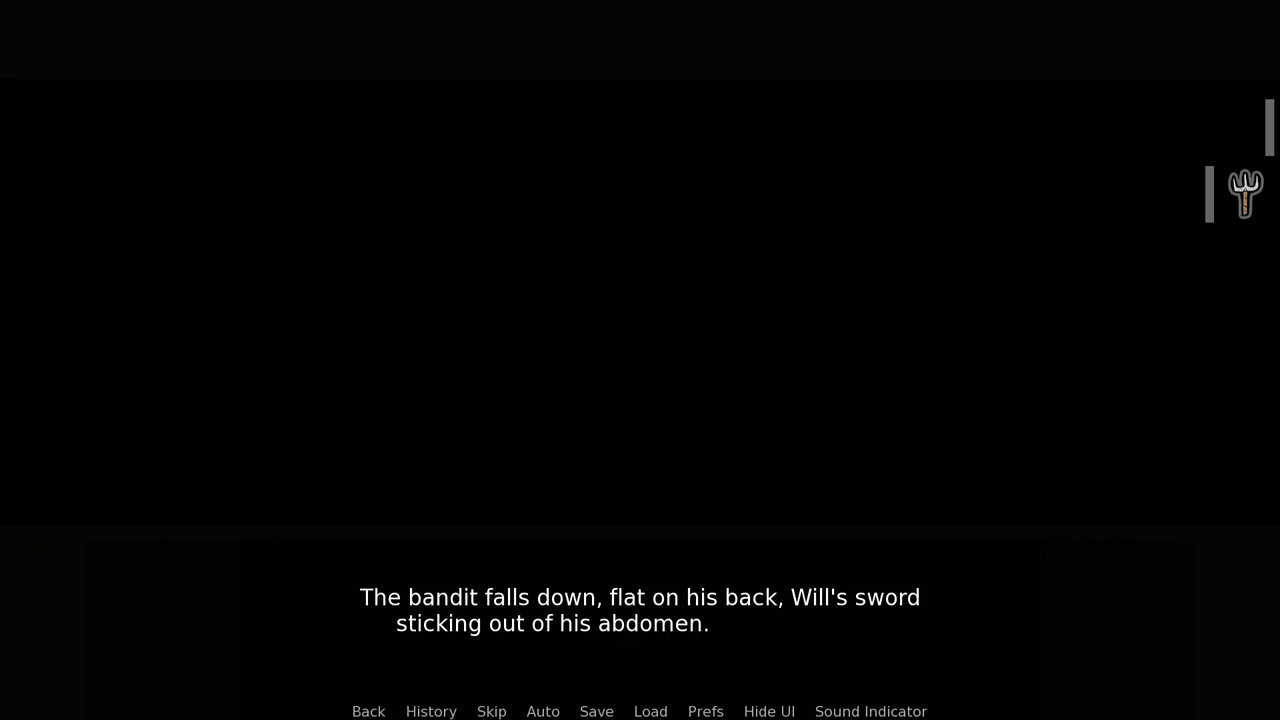 The bandit falls down, flat on his back, Will's sword
sticking out of his abdomen.
Back History Skip Auto Save Load Prefs Hide UI Sound Indicator